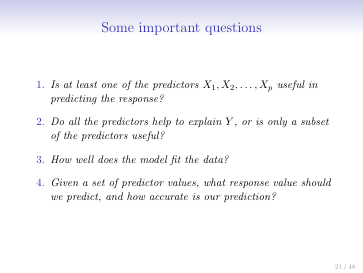 Some important questions
1. Is at least one of the predictors X₁, X₂, . . . , Xₚ useful in
predicting the response?
2. Do all the predictors help to explain Y, or is only a subset
of the predictors useful?
3. How well does the model fit the data?
4. Given a set of predictor values, what response value should
we predict, and how accurate is our prediction?
21 / 48